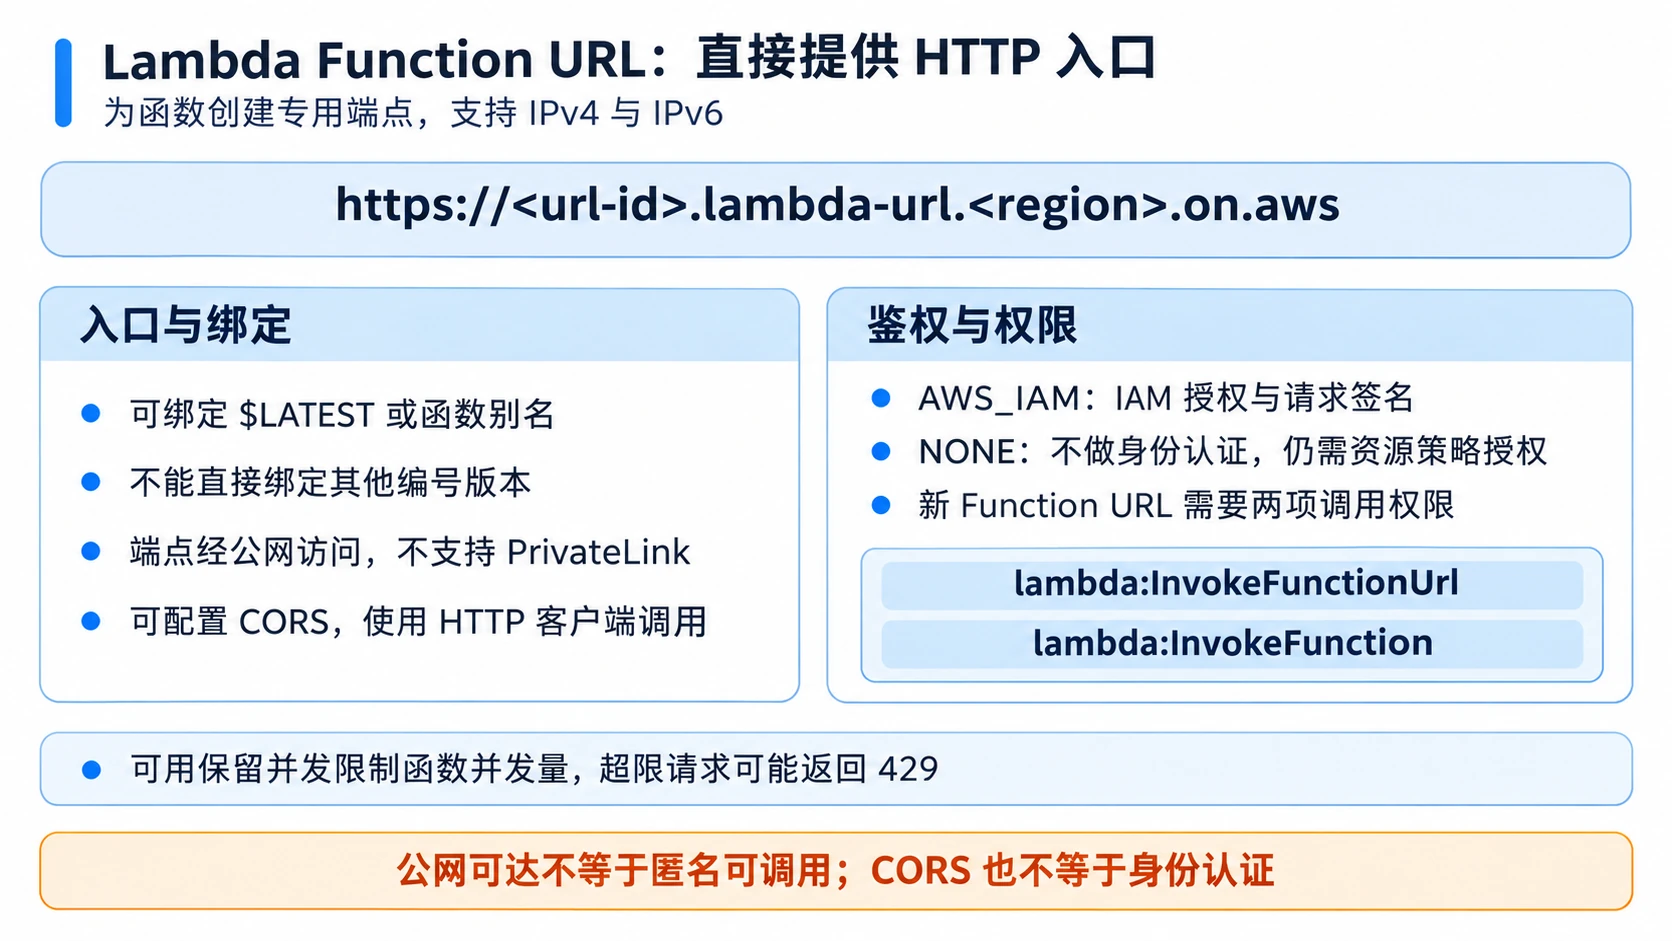 Lambda Function URL：直接提供 HTTP 入口
为函数创建专用端点，支持 IPv4 与 IPv6
https://<url-id>.lambda-url.<region>.on.aws
入口与绑定
可绑定 $LATEST 或函数别名
不能直接绑定其他编号版本
端点经公网访问，不支持 PrivateLink
可配置 CORS，使用 HTTP 客户端调用
鉴权与权限
AWS_IAM：IAM 授权与请求签名
NONE：不做身份认证，仍需资源策略授权
新 Function URL 需要两项调用权限
lambda:InvokeFunctionUrl
lambda:InvokeFunction
可用保留并发限制函数并发量，超限请求可能返回 429
公网可达不等于匿名可调用；CORS 也不等于身份认证